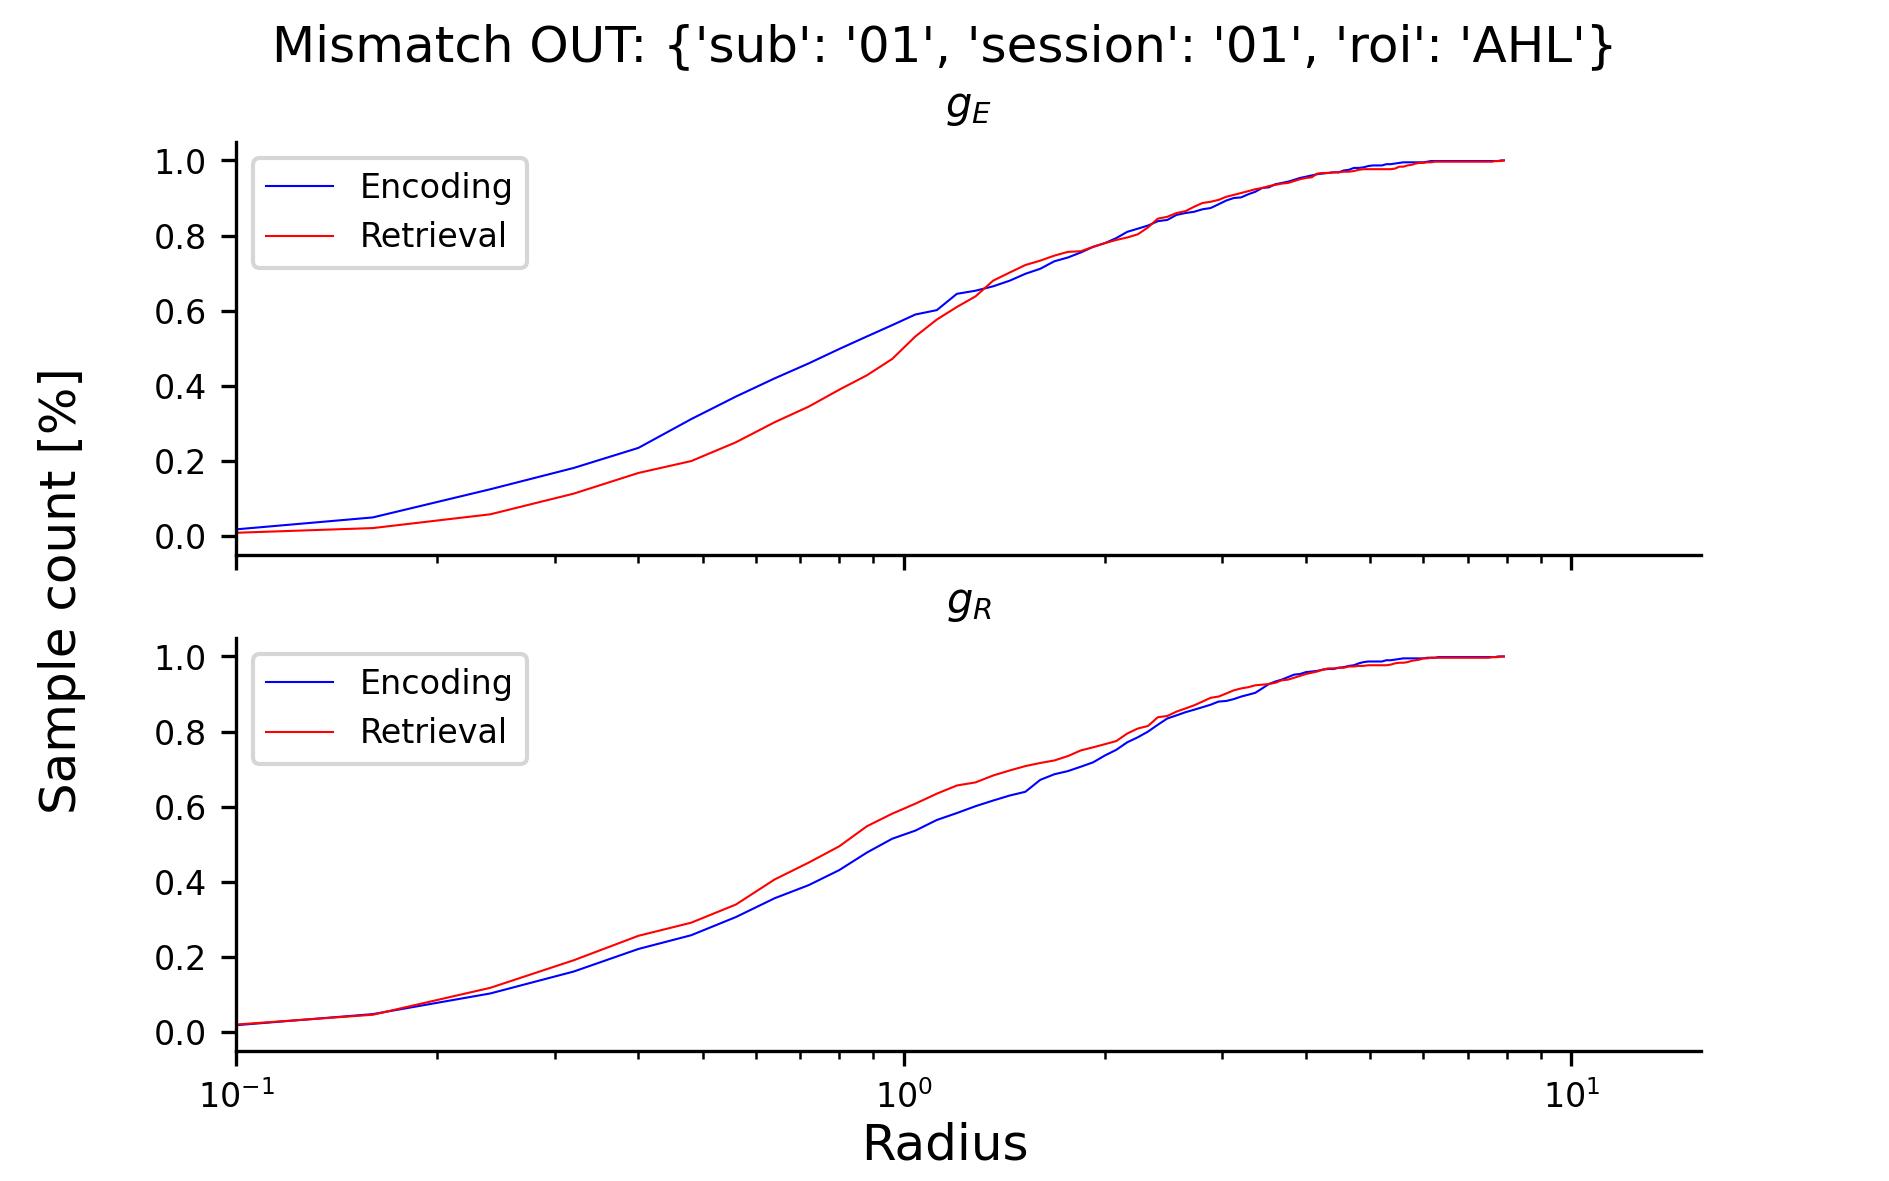 Mismatch OUT: {'sub': '01', 'session': '01', 'roi': 'AHL'}
g_E
1.0
0.8
0.6
0.4
0.2
0.0
Encoding
Retrieval
Sample count [%]
g_R
1.0
0.8
0.6
0.4
0.2
0.0
Encoding
Retrieval
10^{-1} 10^0 10^1
Radius